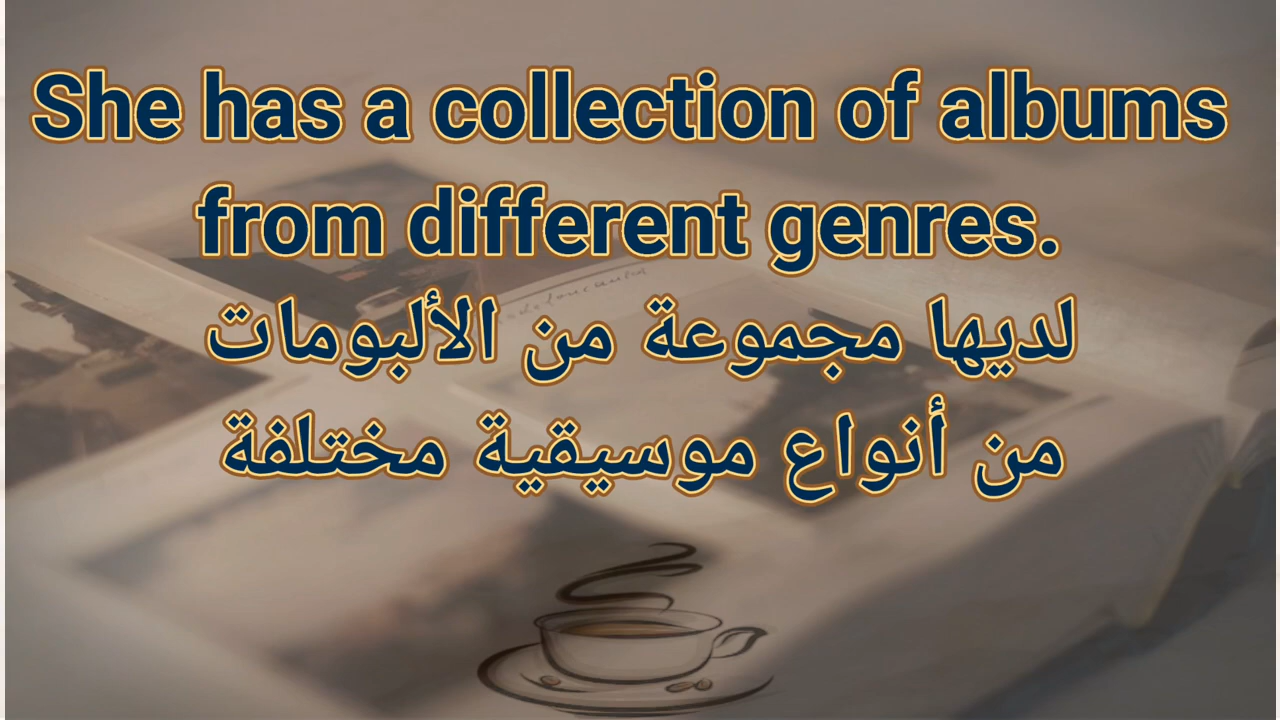 She has a collection of albums
from different genres.
لديها مجموعة من الألبومات
من أنواع موسيقية مختلفة